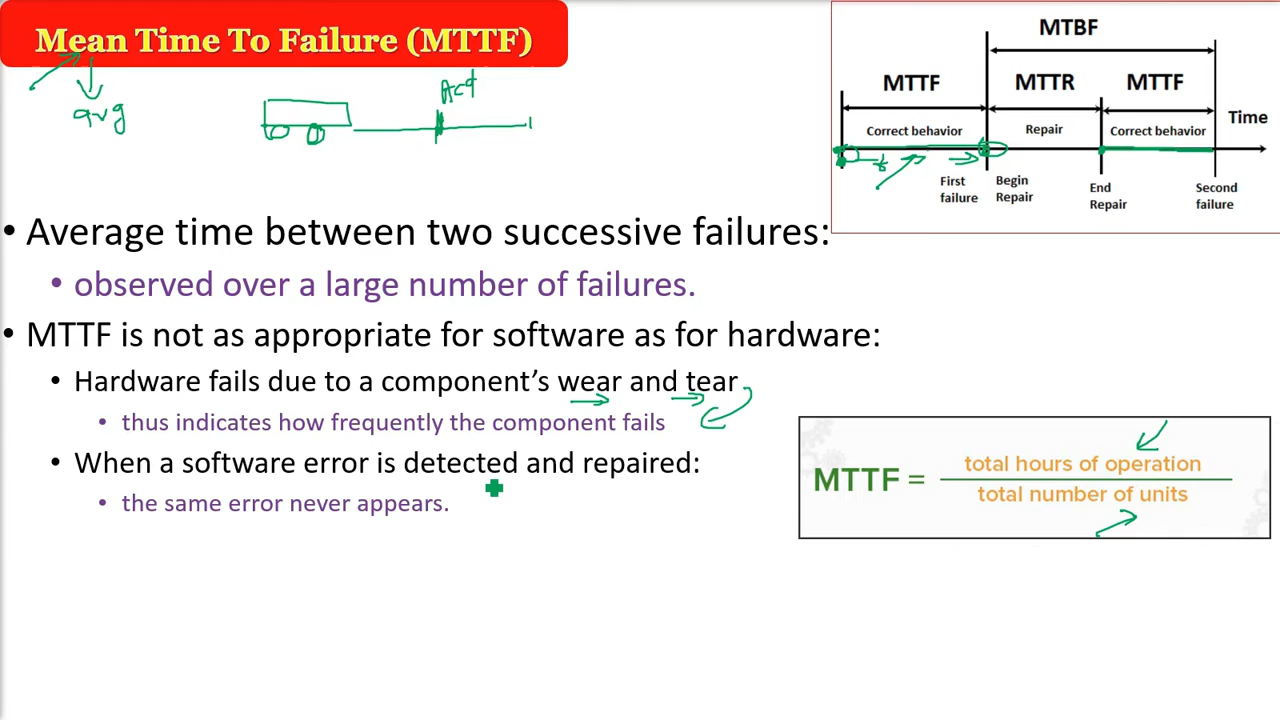 Mean Time To Failure (MTTF)
avg
Act
MTBF
MTTF
MTTR
MTTF
Time
Correct behavior
Repair
Correct behavior
t
First
failure
Begin
Repair
End
Repair
Second
failure
• Average time between two successive failures:
• observed over a large number of failures.
• MTTF is not as appropriate for software as for hardware:
• Hardware fails due to a component’s wear and tear
• thus indicates how frequently the component fails
• When a software error is detected and repaired:
• the same error never appears.
MTTF =
total hours of operation
total number of units